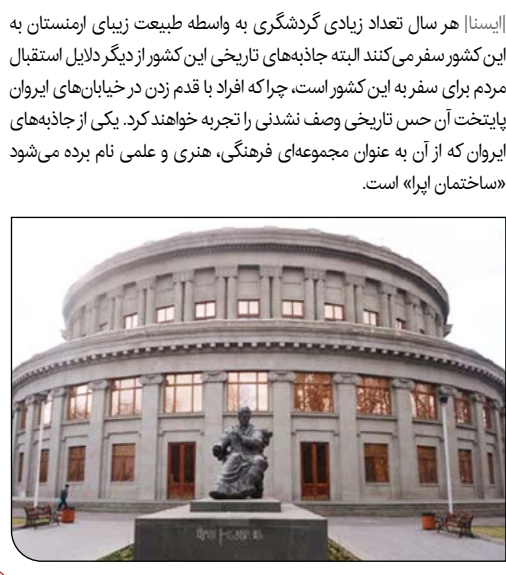 |ایسنا| هر سال تعداد زیادی گردشگری به واسطه طبیعت زیبای ارمنستان به
این کشور سفر می‌کنند البته جاذبه‌های تاریخی این کشور از دیگر دلایل استقبال
مردم برای سفر به این کشور است، چرا که افراد با قدم زدن در خیابان‌های ایروان
پایتخت آن حس تاریخی وصف نشدنی را تجربه خواهند کرد. یکی از جاذبه‌های
ایروان که از آن به عنوان مجموعه‌ای فرهنگی، هنری و علمی نام برده می‌شود
«ساختمان اپرا» است.